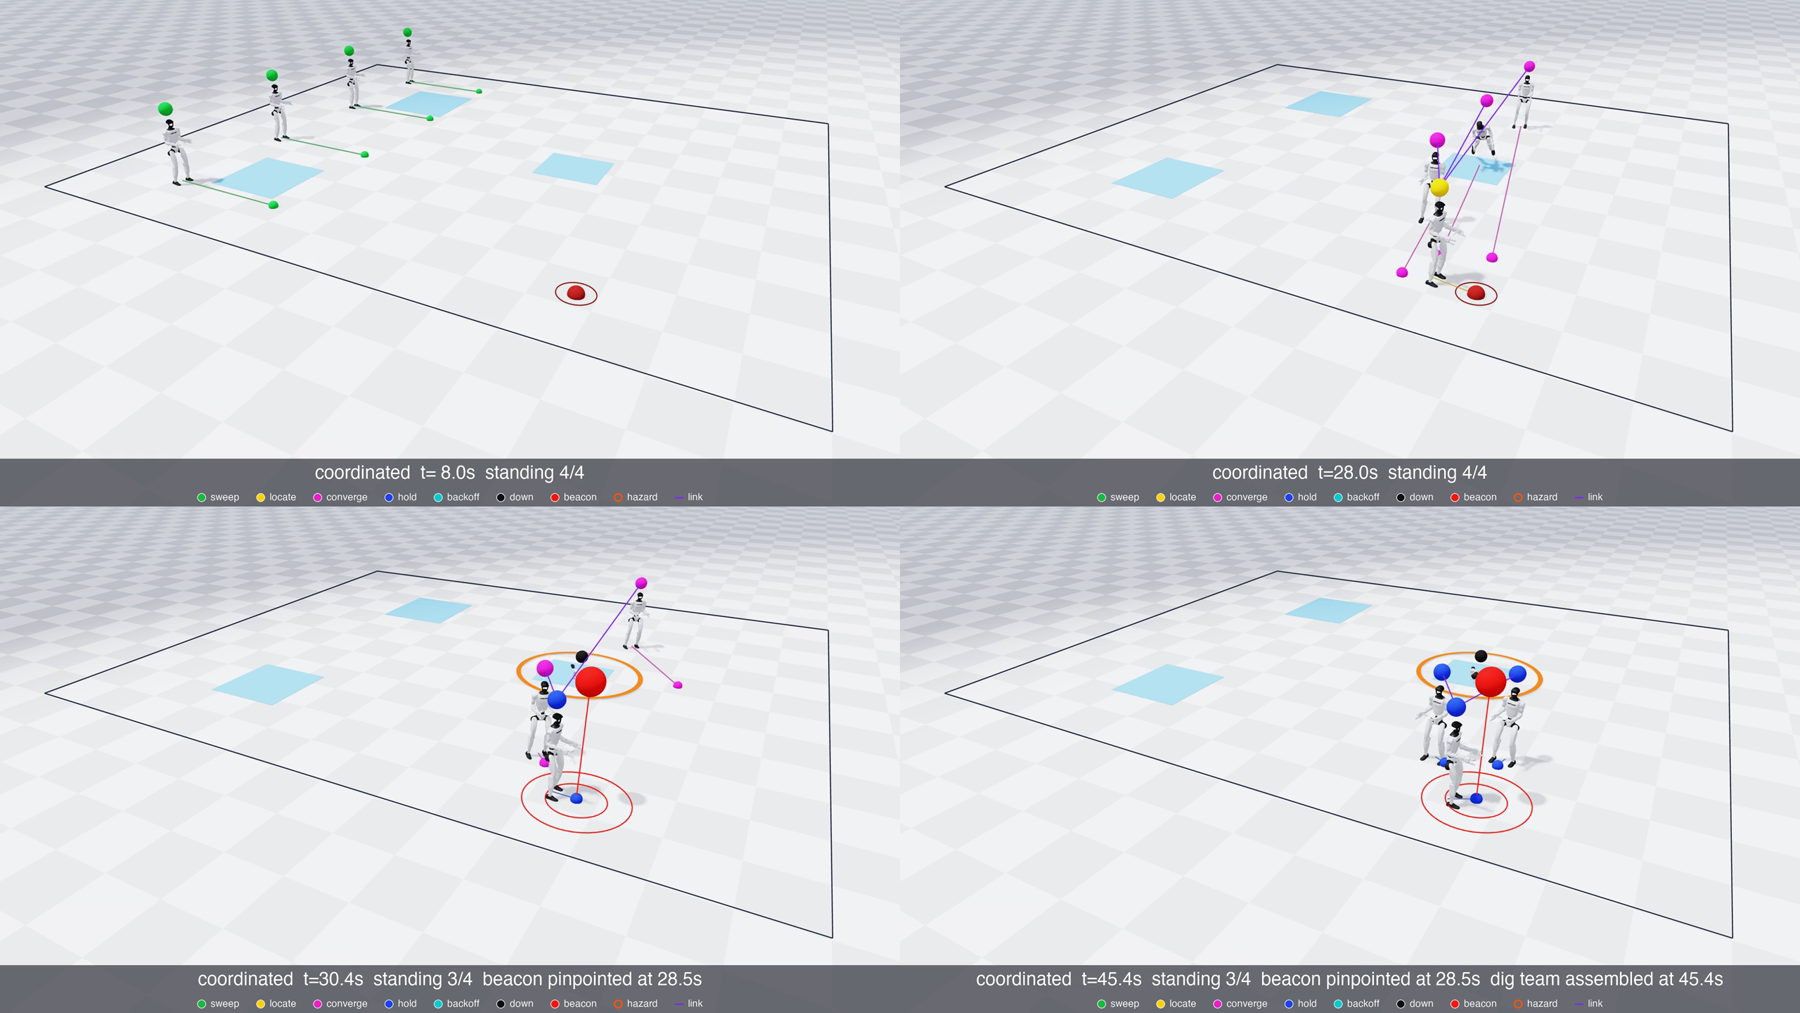 coordinated t= 8.0s standing 4/4
sweep locate converge hold backoff down beacon hazard link
coordinated t=28.0s standing 4/4
sweep locate converge hold backoff down beacon hazard link
coordinated t=30.4s standing 3/4 beacon pinpointed at 28.5s
sweep locate converge hold backoff down beacon hazard link
coordinated t=45.4s standing 3/4 beacon pinpointed at 28.5s dig team assembled at 45.4s
sweep locate converge hold backoff down beacon hazard link